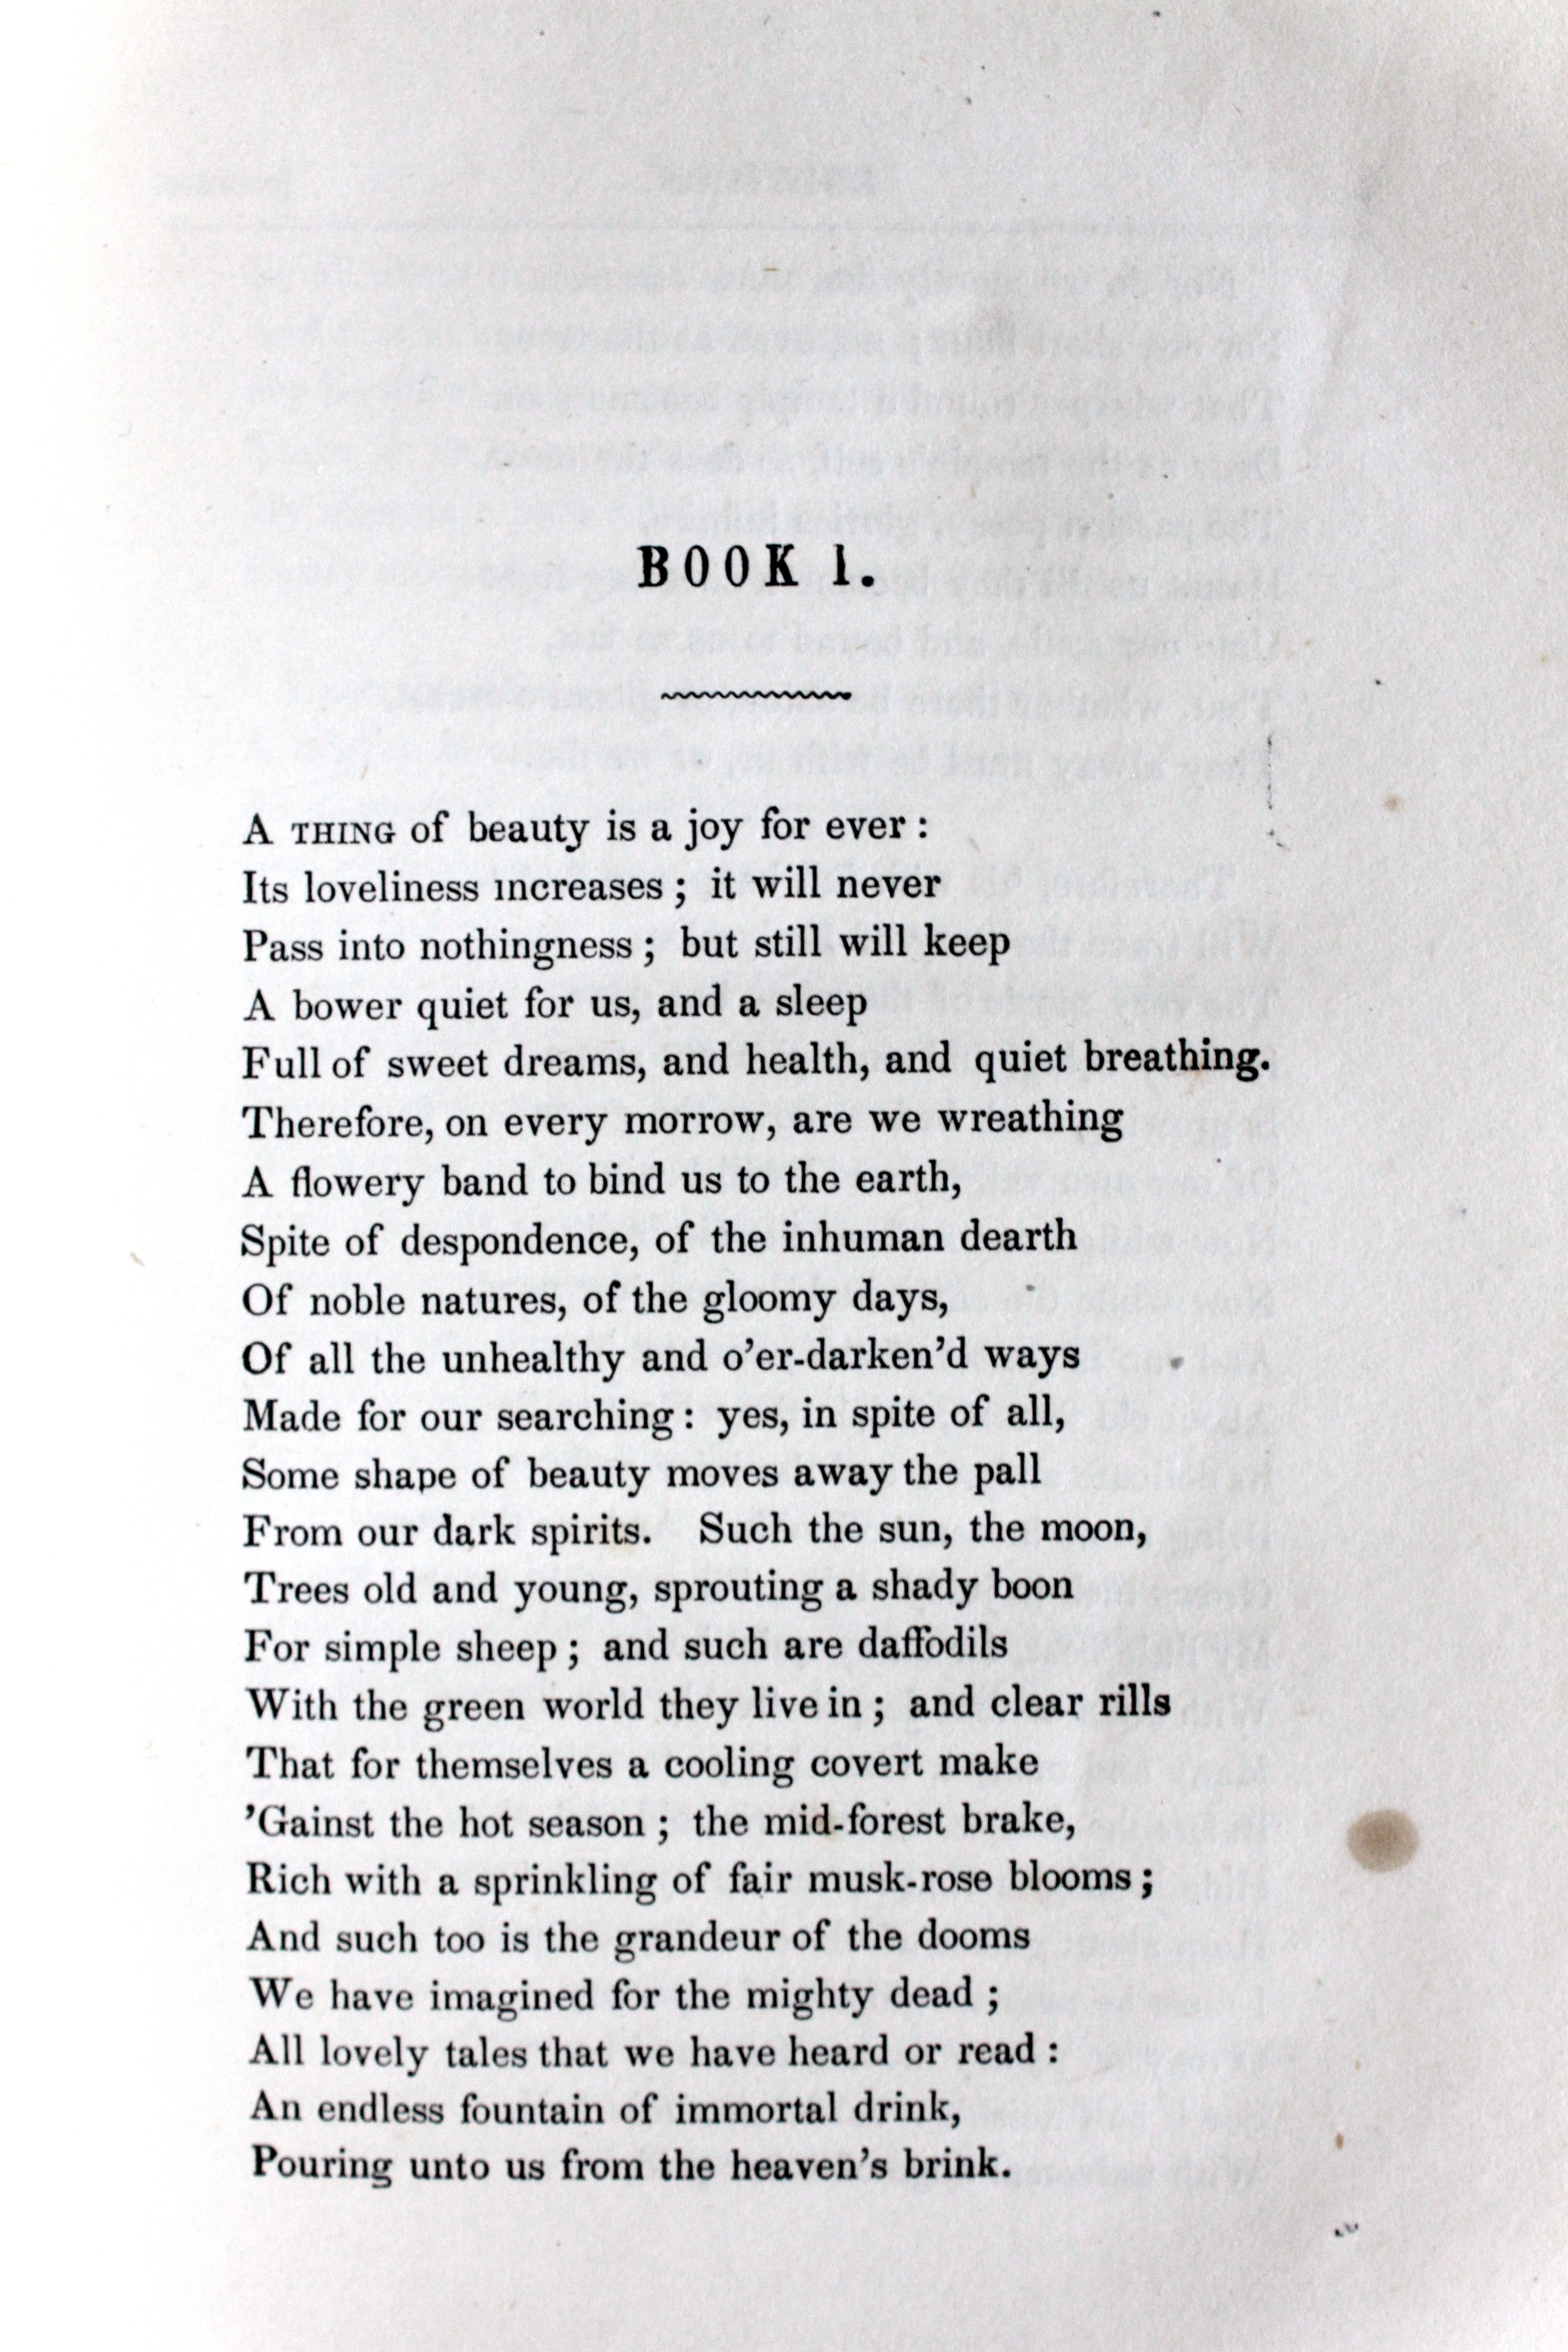 BOOK 1.
A THING of beauty is a joy for ever :
Its loveliness increases ; it will never
Pass into nothingness ; but still will keep
A bower quiet for us, and a sleep
Full of sweet dreams, and health, and quiet breathing.
Therefore, on every morrow, are we wreathing
A flowery band to bind us to the earth,
Spite of despondence, of the inhuman dearth
Of noble natures, of the gloomy days,
Of all the unhealthy and o’er-darken’d ways
Made for our searching : yes, in spite of all,
Some shape of beauty moves away the pall
From our dark spirits. Such the sun, the moon,
Trees old and young, sprouting a shady boon
For simple sheep ; and such are daffodils
With the green world they live in ; and clear rills
That for themselves a cooling covert make
’Gainst the hot season ; the mid-forest brake,
Rich with a sprinkling of fair musk-rose blooms ;
And such too is the grandeur of the dooms
We have imagined for the mighty dead ;
All lovely tales that we have heard or read :
An endless fountain of immortal drink,
Pouring unto us from the heaven’s brink.